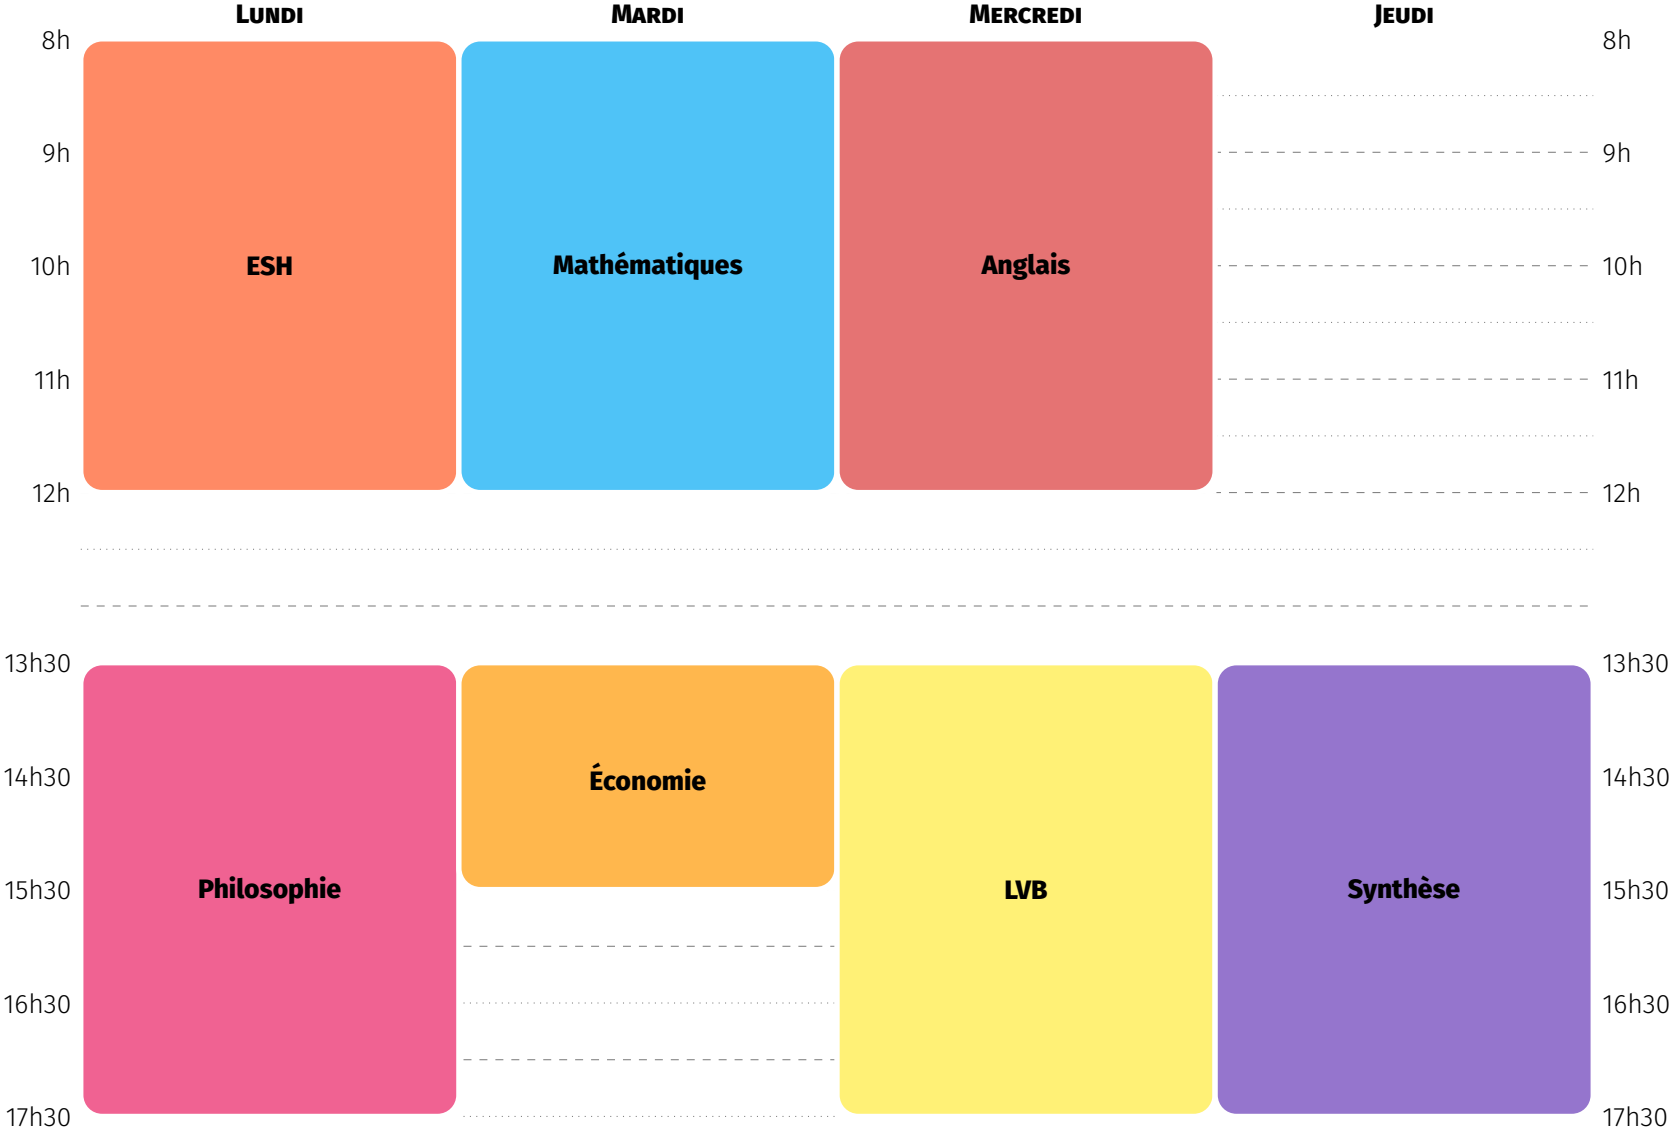 LUNDI MARDI MERCREDI JEUDI
8h 8h
9h 9h
ESH Mathématiques Anglais
10h 10h
11h 11h
12h 12h
13h30 13h30
14h30 Économie 14h30
15h30 Philosophie LVB Synthèse 15h30
16h30 16h30
17h30 17h30